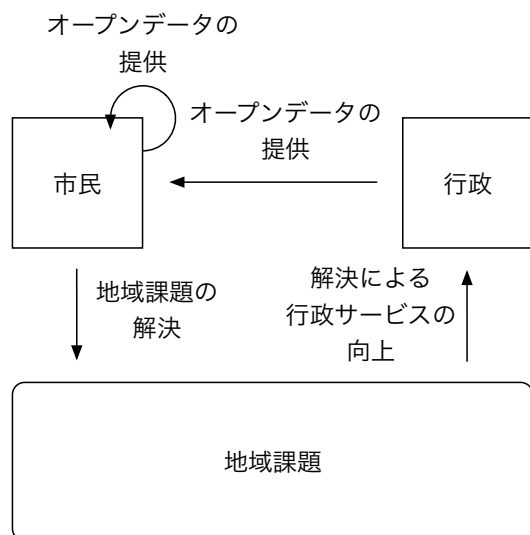 オープンデータの
提供
オープンデータの
提供
市民
行政
地域課題の
解決
解決による
行政サービスの
向上
地域課題